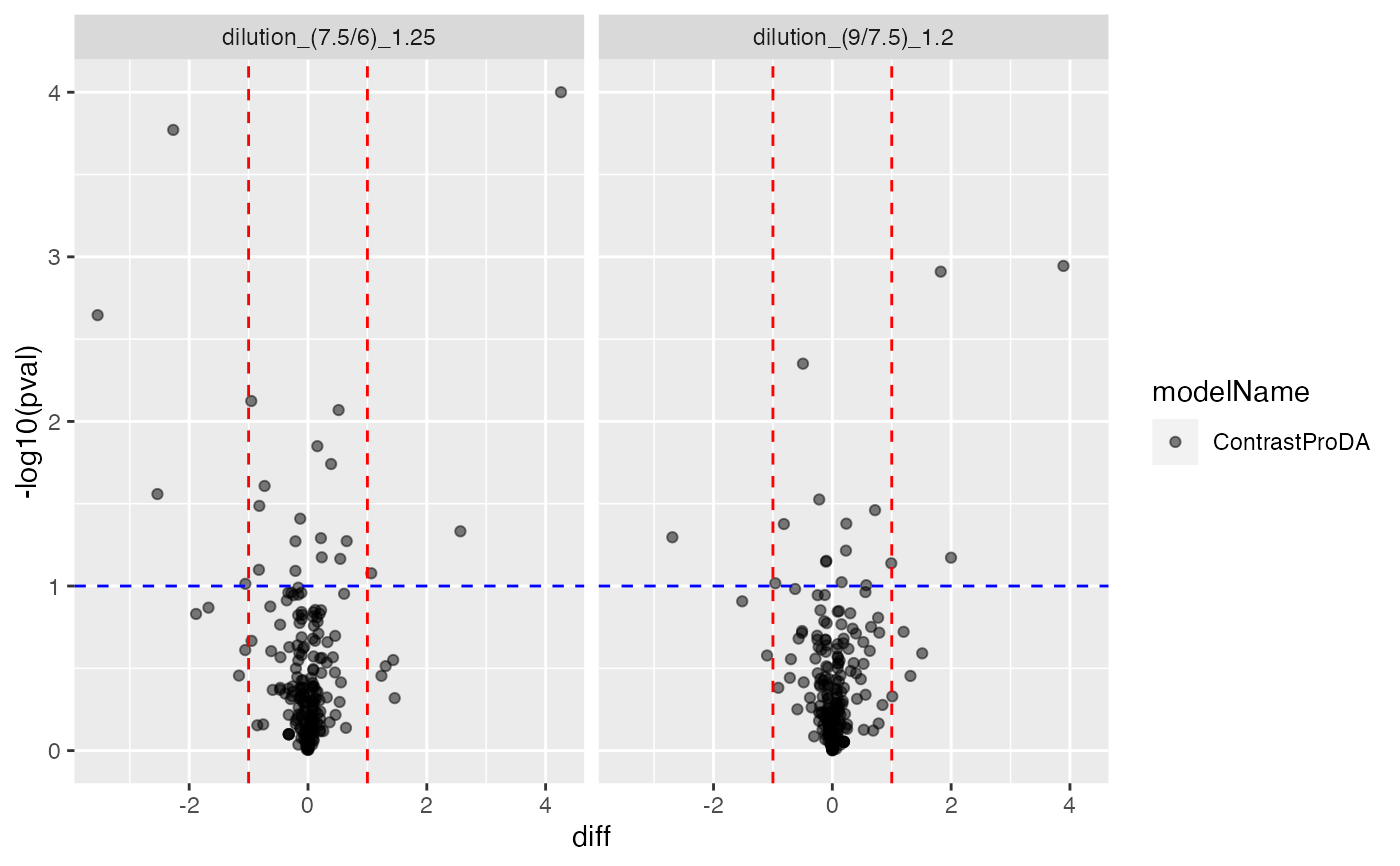 dilution_(7.5/6)_1.25
dilution_(9/7.5)_1.2
4
3
2
1
0
-log10(pval)
-2 0 2 4
-2 0 2 4
diff
modelName
ContrastProDA